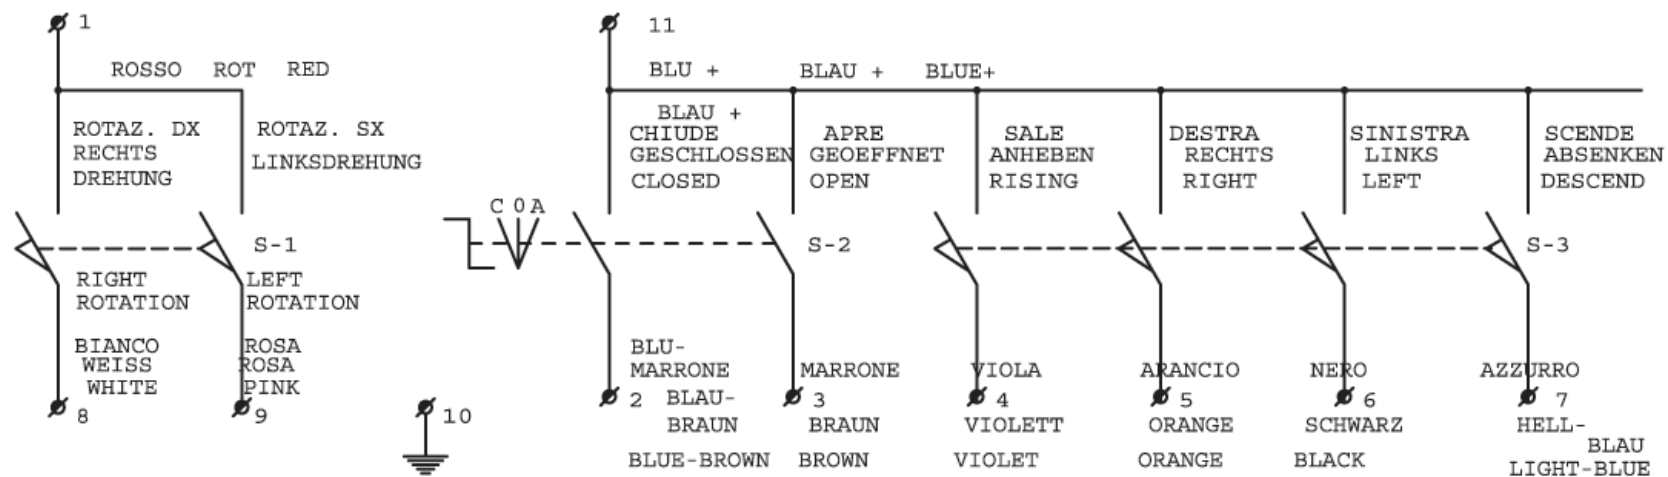 1
11
ROSSO ROT RED
BLU + BLAU + BLUE+
BLAU +
ROTAZ. DX
RECHTS
DREHUNG
ROTAZ. SX
LINKSDREHUNG
CHIUDE
GESCHLOSSEN
CLOSED
APRE
GEOEFFNET
OPEN
SALE
ANHEBEN
RISING
DESTRA
RECHTS
RIGHT
SINISTRA
LINKS
LEFT
SCENDE
ABSENKEN
DESCEND
C 0 A
S-1
S-2
S-3
RIGHT
ROTATION
LEFT
ROTATION
BIANCO
WEISS
WHITE
8
ROSA
ROSA
PINK
9
10
BLU-
MARRONE
2 BLAU-
BRAUN
BLUE-BROWN
MARRONE
3
BRAUN
BROWN
VIOLA
4
VIOLETT
VIOLET
ARANCIO
5
ORANGE
ORANGE
NERO
6
SCHWARZ
BLACK
AZZURRO
7
HELL-
BLAU
LIGHT-BLUE